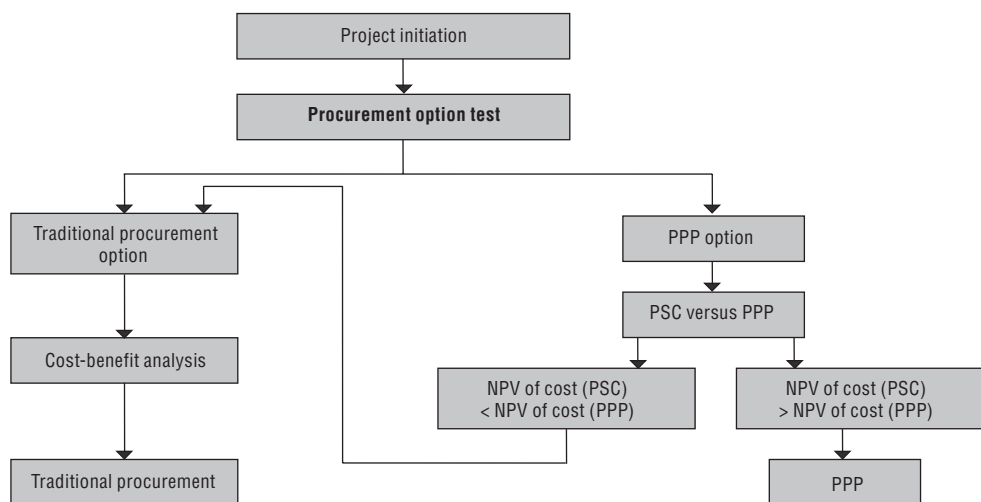 Project initiation
Procurement option test
Traditional procurement
option
PPP option
PSC versus PPP
Cost-benefit analysis
NPV of cost (PSC)
< NPV of cost (PPP)
NPV of cost (PSC)
> NPV of cost (PPP)
Traditional procurement
PPP